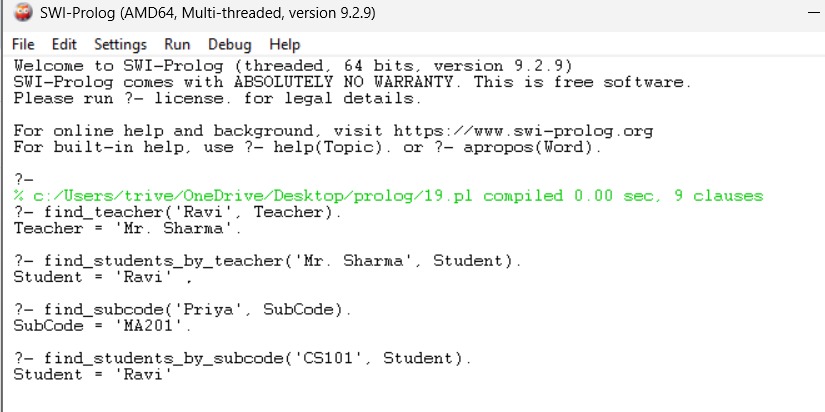 SWI-Prolog (AMD64, Multi-threaded, version 9.2.9)
File Edit Settings Run Debug Help
Welcome to SWI-Prolog (threaded, 64 bits, version 9.2.9)
SWI-Prolog comes with ABSOLUTELY NO WARRANTY. This is free software.
Please run ?- license. for legal details.
For online help and background, visit https://www.swi-prolog.org
For built-in help, use ?- help(Topic). or ?- apropos(Word).
?-
% c:/Users/trive/OneDrive/Desktop/prolog/19.pl compiled 0.00 sec, 9 clauses
?- find_teacher('Ravi', Teacher).
Teacher = 'Mr. Sharma'.
?- find_students_by_teacher('Mr. Sharma', Student).
Student = 'Ravi' ,
?- find_subcode('Priya', SubCode).
SubCode = 'MA201'.
?- find_students_by_subcode('CS101', Student).
Student = 'Ravi'